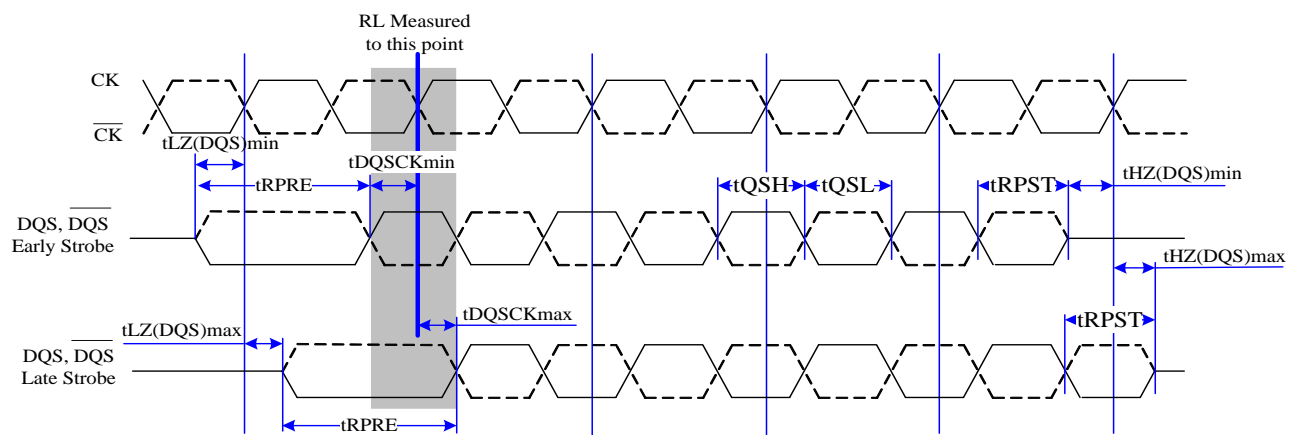 RL Measured
to this point
CK
CK
tLZ(DQS)min
tDQSCKmin
tRPRE
tQSH
tQSL
tRPST
tHZ(DQS)min
DQS, DQS
Early Strobe
tHZ(DQS)max
tDQSCKmax
tLZ(DQS)max
tRPST
DQS, DQS
Late Strobe
tRPRE